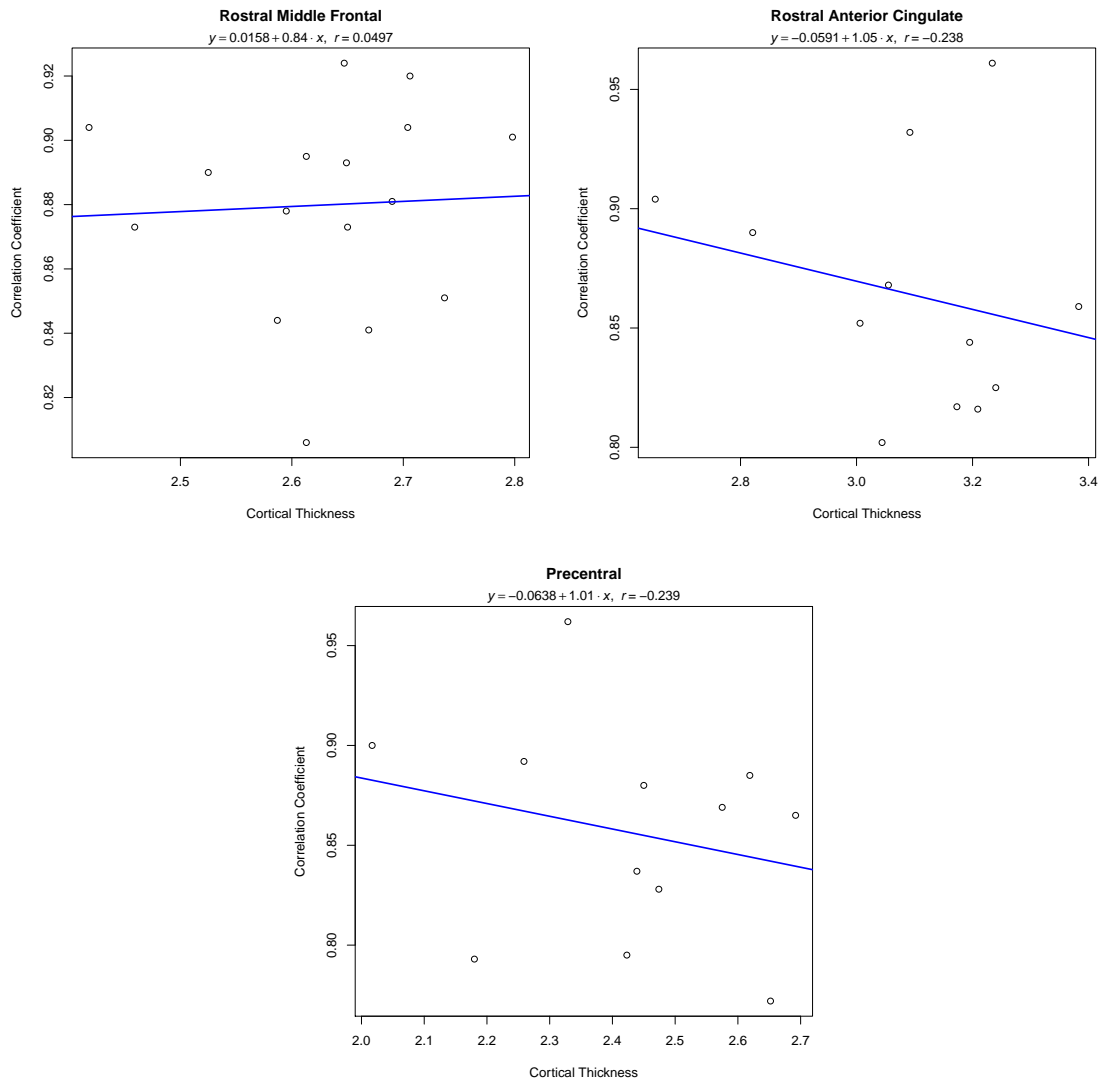 Rostral Middle Frontal
y = 0.0158 + 0.84 · x, r = 0.0497
0.92
0.90
0.88
0.86
0.84
0.82
Correlation Coefficient
2.5 2.6 2.7 2.8
Cortical Thickness
Rostral Anterior Cingulate
y = −0.0591 + 1.05 · x, r = −0.238
0.95
0.90
0.85
0.80
Correlation Coefficient
2.8 3.0 3.2 3.4
Cortical Thickness
Precentral
y = −0.0638 + 1.01 · x, r = −0.239
0.95
0.90
0.85
0.80
Correlation Coefficient
2.0 2.1 2.2 2.3 2.4 2.5 2.6 2.7
Cortical Thickness